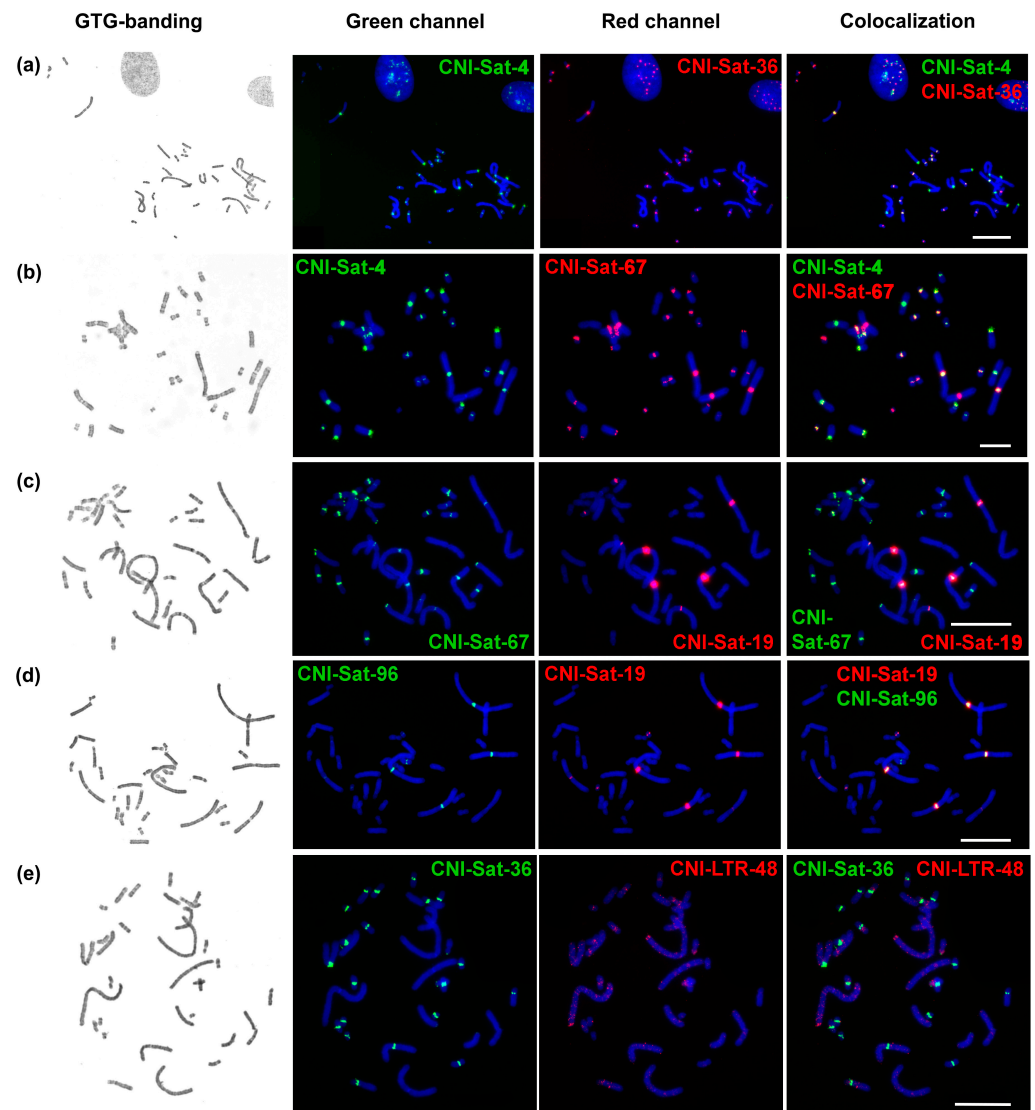 GTG-banding Green channel Red channel Colocalization
(a) CNI-Sat-4 CNI-Sat-36 CNI-Sat-4
CNI-Sat-36
(b) CNI-Sat-4 CNI-Sat-67 CNI-Sat-4
CNI-Sat-67
(c)
CNI-Sat-67 CNI-Sat-19 CNI-
Sat-67 CNI-Sat-19
(d) CNI-Sat-96 CNI-Sat-19 CNI-Sat-19
CNI-Sat-96
(e) CNI-Sat-36 CNI-LTR-48 CNI-Sat-36 CNI-LTR-48